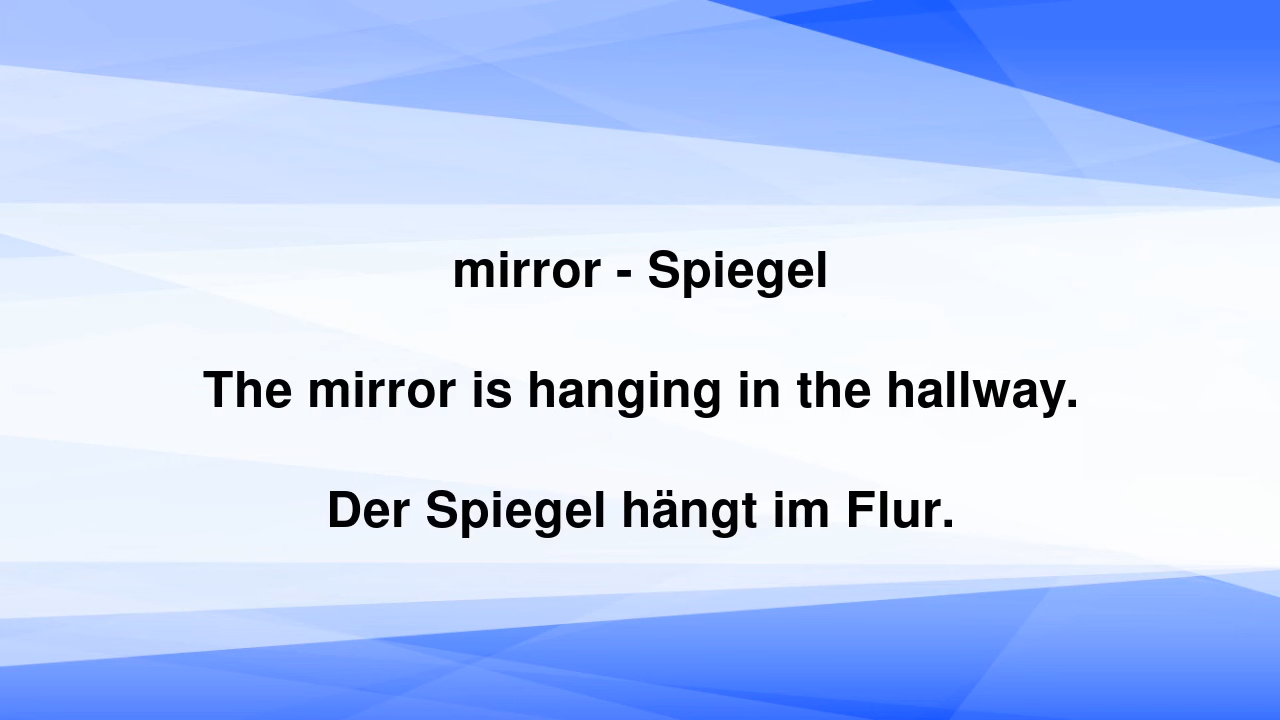 mirror - Spiegel
The mirror is hanging in the hallway.
Der Spiegel hängt im Flur.